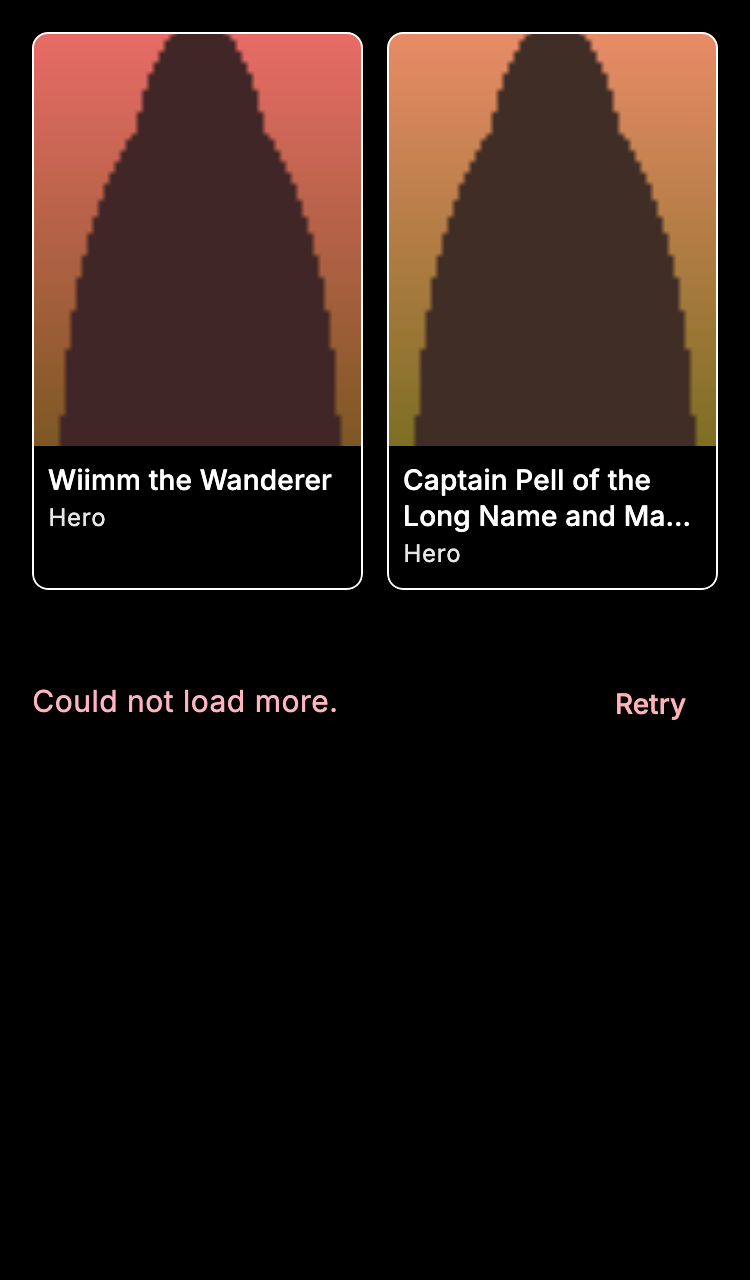 Wiimm the Wanderer
Hero
Captain Pell of the
Long Name and Ma...
Hero
Could not load more.
Retry